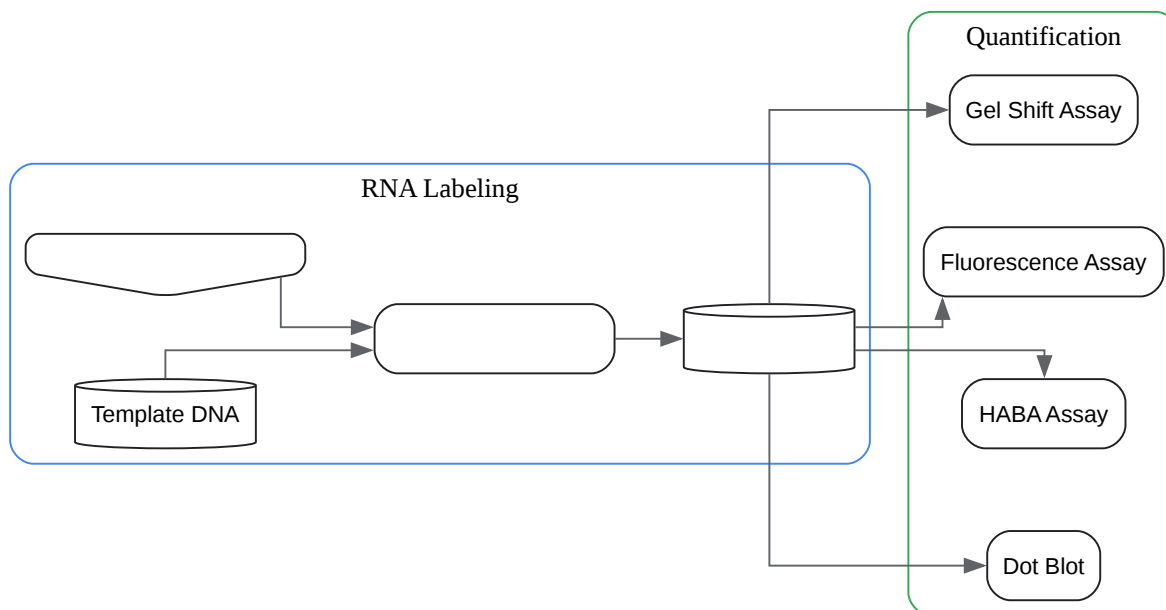 Quantification
Gel Shift Assay
RNA Labeling
Fluorescence Assay
Template DNA
HABA Assay
Dot Blot